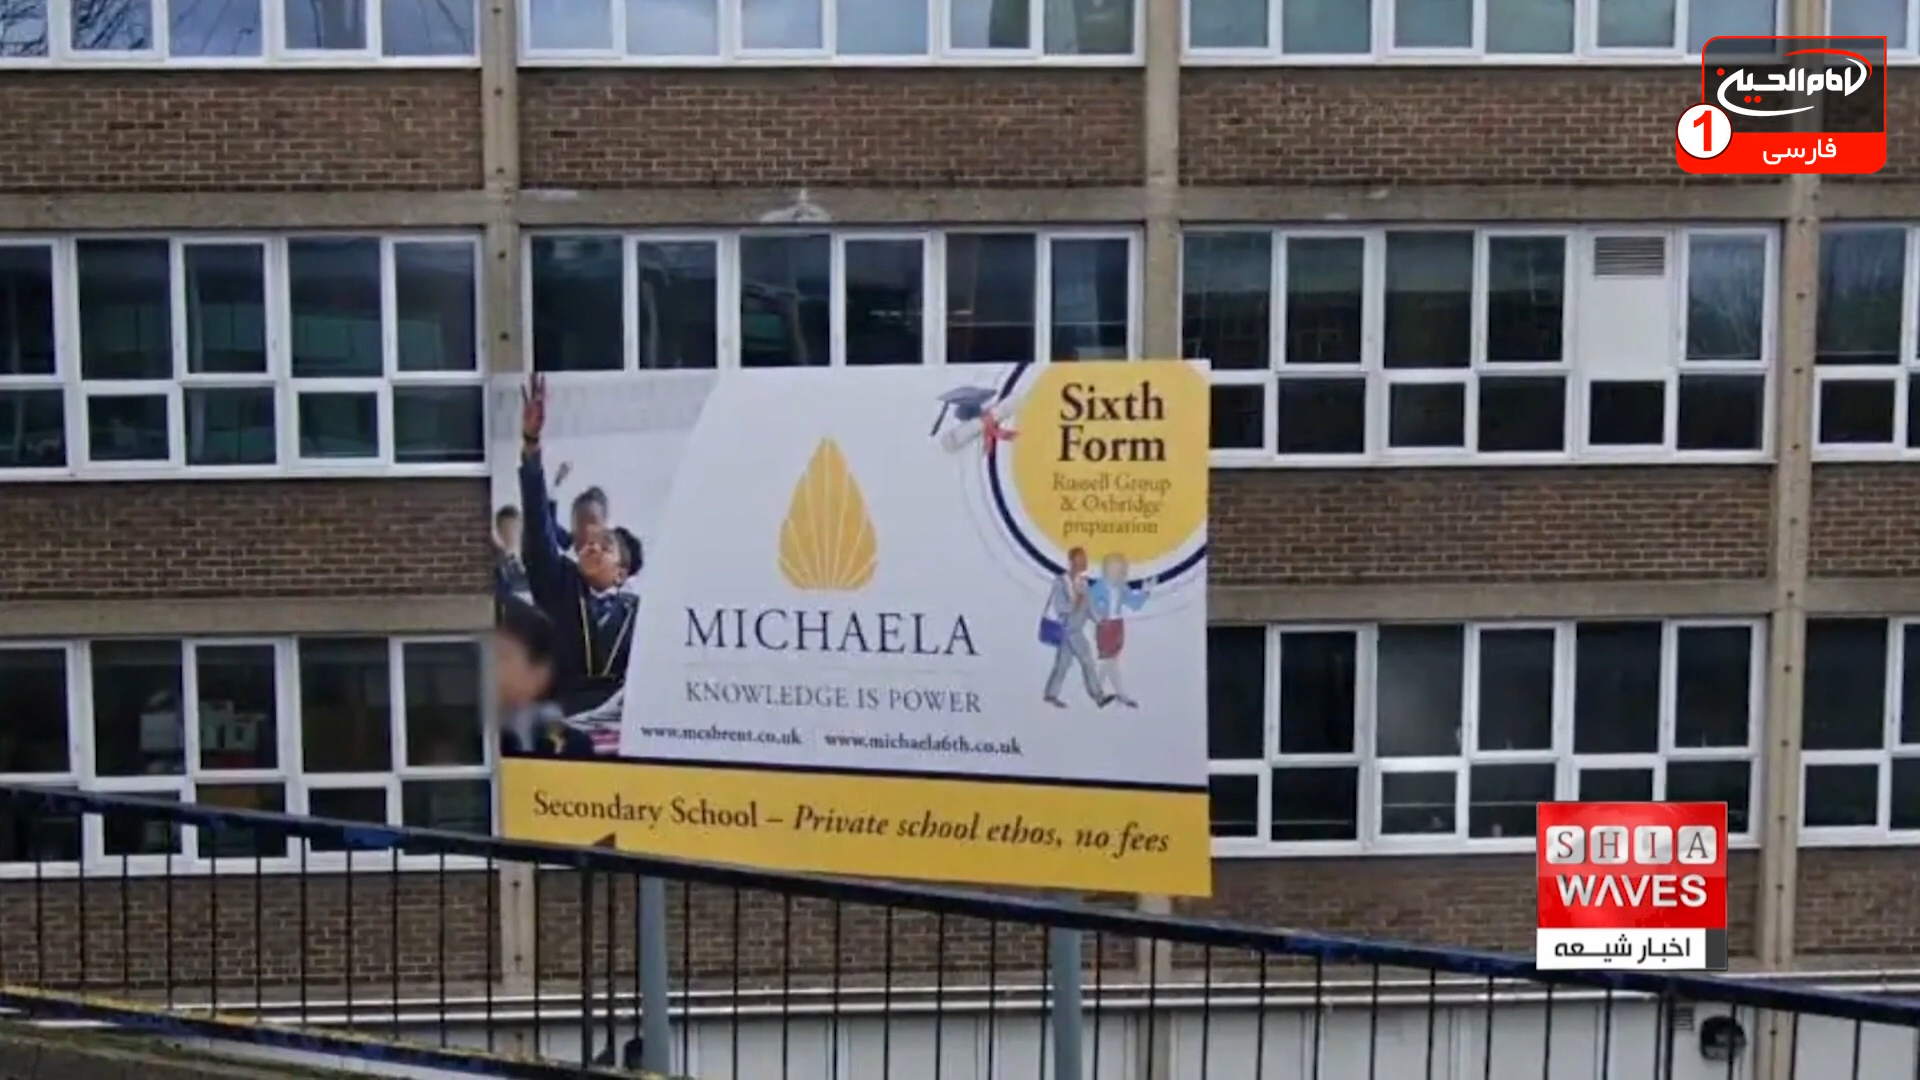 امام الحسین
1
فارسی
Sixth
Form
Russell Group
& Oxbridge
preparation
MICHAELA
KNOWLEDGE IS POWER
www.mcsbrent.co.uk www.michaela6th.co.uk
Secondary School – Private school ethos, no fees
SHIA
WAVES
اخبار شیعه